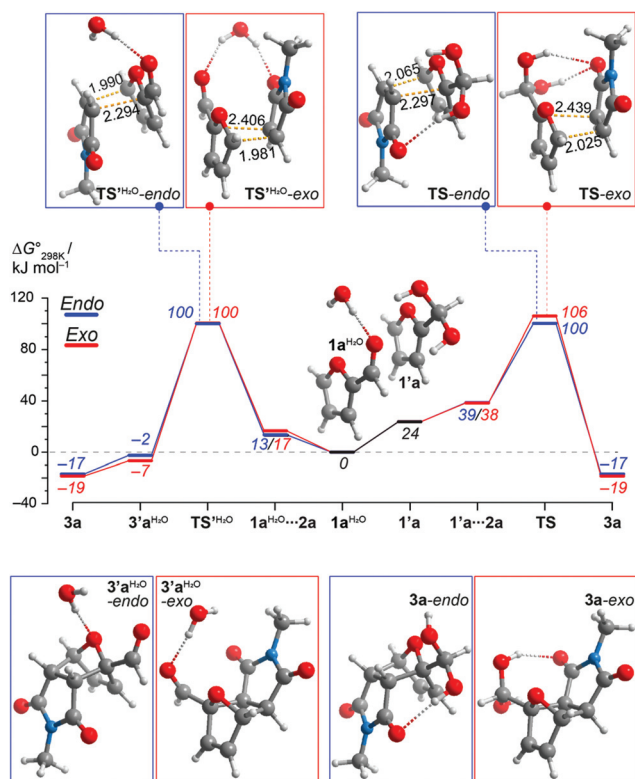 1.990
2.294
TS'ᴴ²ᴼ-endo
2.406
1.981
TS'ᴴ²ᴼ-exo
2.065
2.297
TS-endo
2.439
2.025
TS-exo
ΔG°₂₉₈K /
kJ mol⁻¹
120
80
40
0
−40
Endo
Exo
100
100
106
100
1aᴴ²ᴼ
1'a
−17
−19
−2
−7
13/17
0
24
39/38
−17
−19
3a
3'aᴴ²ᴼ
TS'ᴴ²ᴼ
1aᴴ²ᴼ···2a
1aᴴ²ᴼ
1'a
1'a···2a
TS
3a
3'aᴴ²ᴼ
-endo
3'aᴴ²ᴼ
-exo
3a-endo
3a-exo